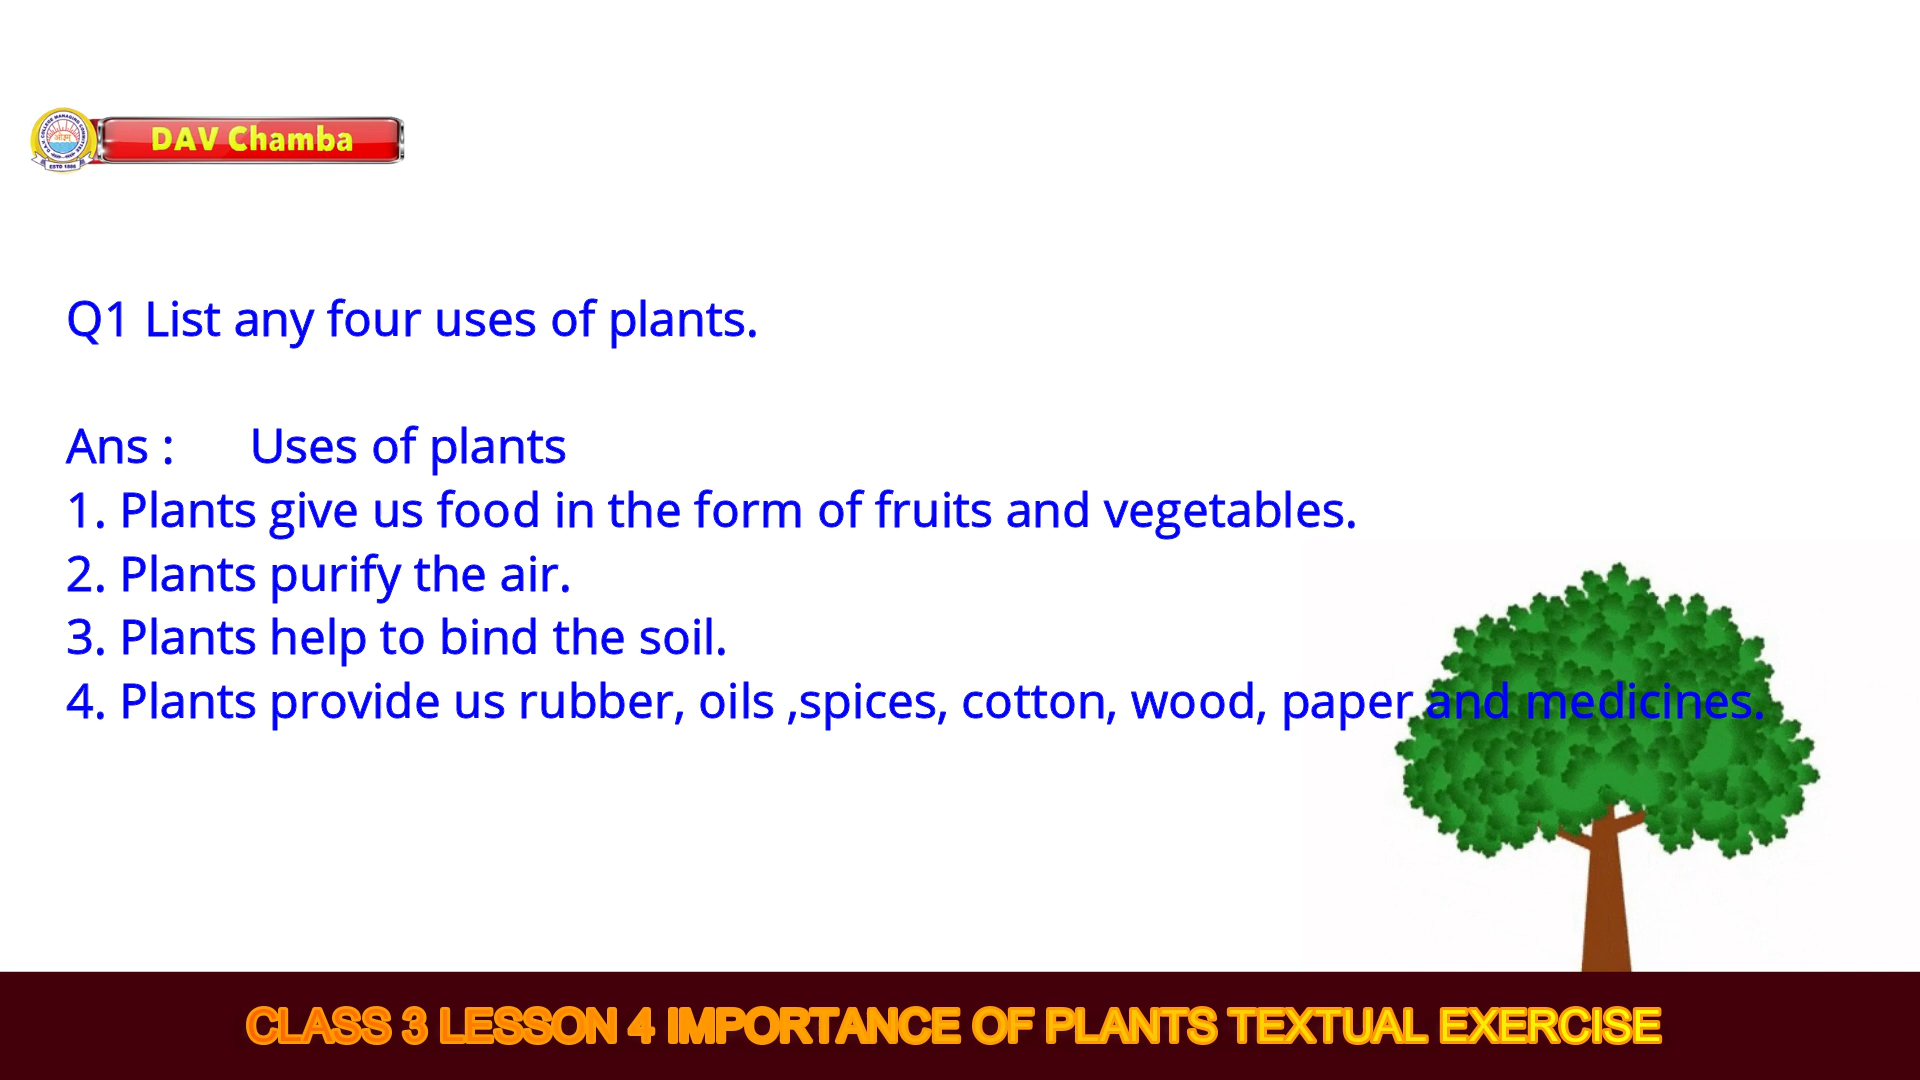 DAV Chamba
Q1 List any four uses of plants.
Ans : Uses of plants
1. Plants give us food in the form of fruits and vegetables.
2. Plants purify the air.
3. Plants help to bind the soil.
4. Plants provide us rubber, oils ,spices, cotton, wood, paper and medicines.
CLASS 3 LESSON 4 IMPORTANCE OF PLANTS TEXTUAL EXERCISE